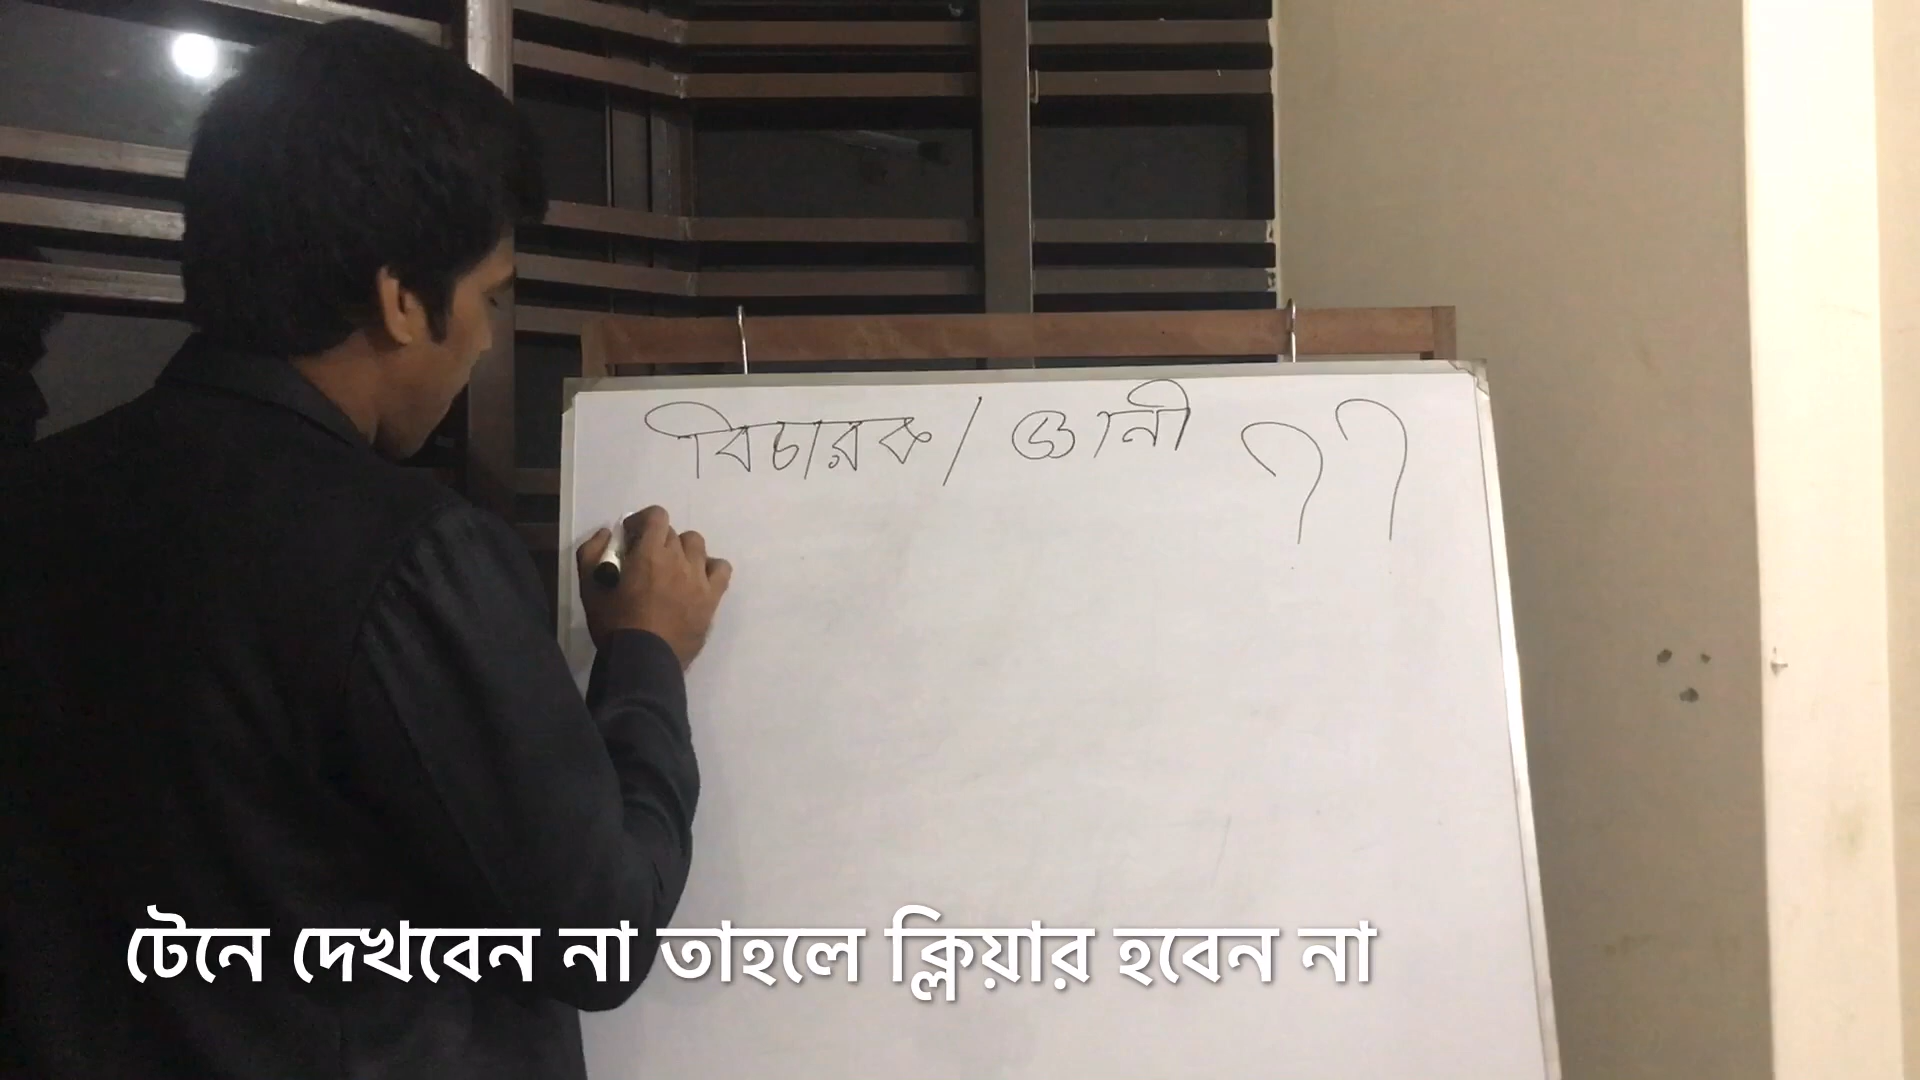 বিচারক / জ্ঞানী ??
টেনে দেখবেন না তাহলে ক্লিয়ার হবেন না